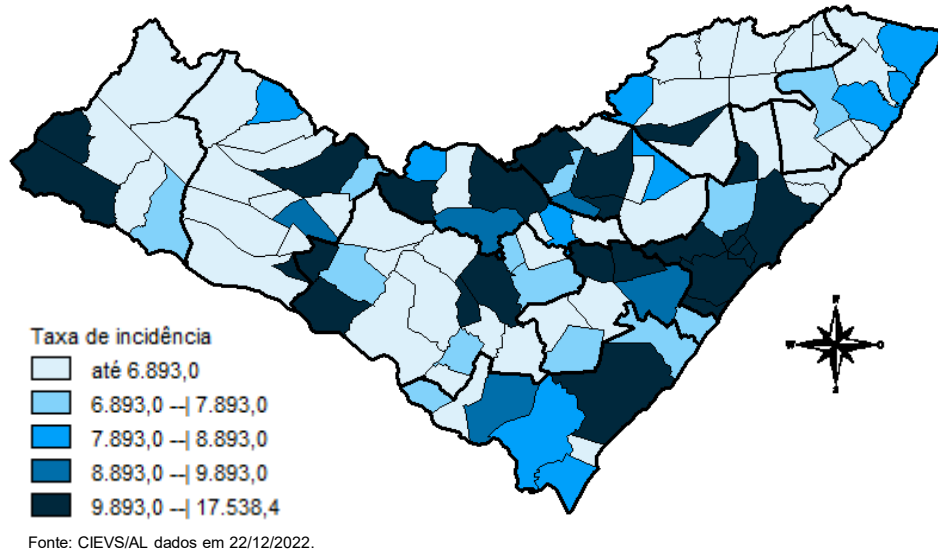 N
W
O
S
Taxa de incidência
até 6.893,0
6.893,0 --| 7.893,0
7.893,0 --| 8.893,0
8.893,0 --| 9.893,0
9.893,0 --| 17.538,4
Fonte: CIEVS/AL dados em 22/12/2022.